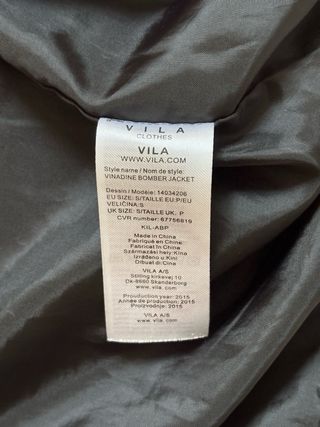 VILA
CLOTHES
VILA
WWW.VILA.COM
Style name / Nom de style:
VINADINE BOMBER JACKET
Dessin / Modèle: 14034206
EU SIZE: S/TAILLE EU.P/EU
VELIČINA:S
UK SIZE: S/TAILLE UK. P
CVR number: 67756819
KIL-ABP
Made in China
Fabriqué en Chine
Fabricat In China
Származási hely:Kína
Izrađeno u:Kini
Dibuat di:Cina
VILA A/S
Stilling kirkevej 10
Dk-8660 Skanderborg
www. vila. com
Production year: 2015
Année de production: 2015
Proizvodnje: 2015
VILA A/S